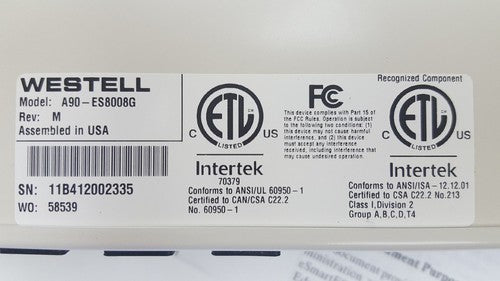 WESTELL
Model: A90-ES8008G
Rev: M
Assembled in USA
SN: 11B412002335
WO: 58539
ETL
C US
LISTED
Intertek
70379
Conforms to ANSI/UL 60950-1
Certified to CAN/CSA C22.2
No. 60950-1
FC
This device complies with Part 15 of
the FCC Rules. Operation is subject
to the following two conditions: (1)
this device may not cause harmful
interference, and (2) this device
must accept any interference
received, including interference that
may cause undesired operation.
Recognized Component
ETL
C US
LISTED
Intertek
Conforms to ANSI/ISA-12.12.01
Certified to CSA C22.2 No.213
Class I, Division 2
Group A,B,C,D,T4